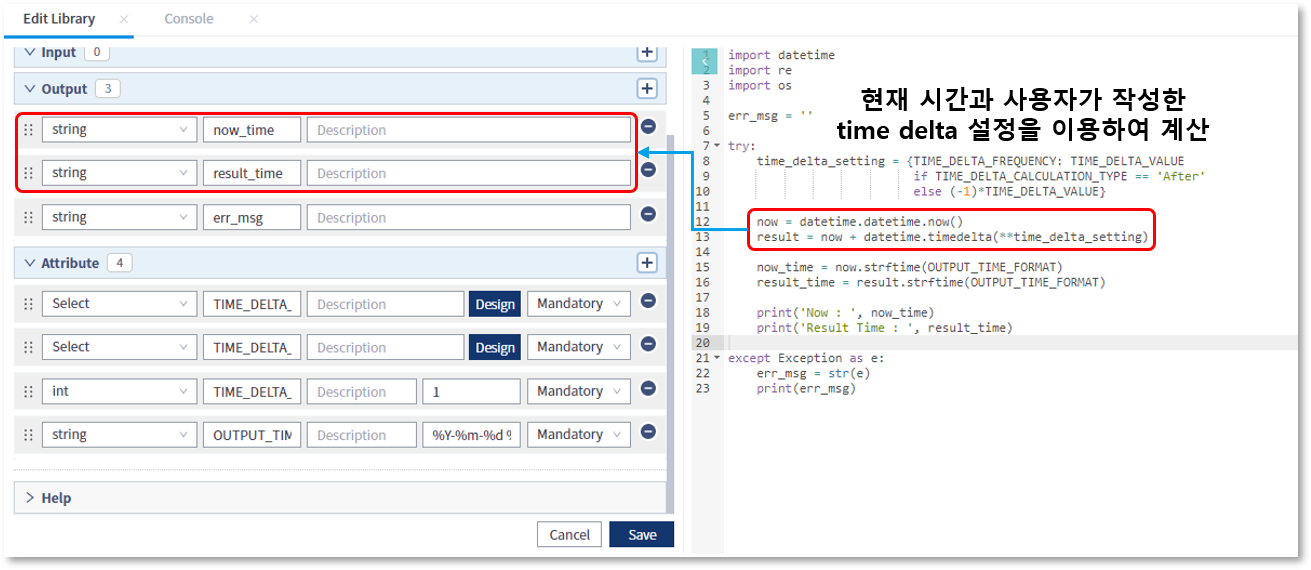 Edit Library × Console ×
Input 0 +
Output 3 +
string now_time Description
string result_time Description
string err_msg Description
Attribute 4 +
Select TIME_DELTA_ Description Design Mandatory
Select TIME_DELTA_ Description Design Mandatory
int TIME_DELTA_ Description 1 Mandatory
string OUTPUT_TIM Description %Y-%m-%d % Mandatory
Help
Cancel Save
현재 시간과 사용자가 작성한
time delta 설정을 이용하여 계산
1 import datetime
2 import re
3 import os
4
5 err_msg = ''
6
7 try:
8 time_delta_setting = {TIME_DELTA_FREQUENCY: TIME_DELTA_VALUE
9 if TIME_DELTA_CALCULATION_TYPE == 'After'
10 else (-1)*TIME_DELTA_VALUE}
11
12 now = datetime.datetime.now()
13 result = now + datetime.timedelta(**time_delta_setting)
14
15 now_time = now.strftime(OUTPUT_TIME_FORMAT)
16 result_time = result.strftime(OUTPUT_TIME_FORMAT)
17
18 print('Now : ', now_time)
19 print('Result Time : ', result_time)
20
21 except Exception as e:
22 err_msg = str(e)
23 print(err_msg)